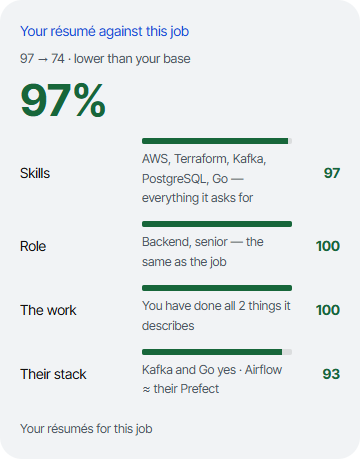 Your résumé against this job
97 → 74 · lower than your base
97%
Skills
AWS, Terraform, Kafka,
PostgreSQL, Go —
everything it asks for
97
Role
Backend, senior — the
same as the job
100
The work
You have done all 2 things it
describes
100
Their stack
Kafka and Go yes · Airflow
≈ their Prefect
93
Your résumés for this job